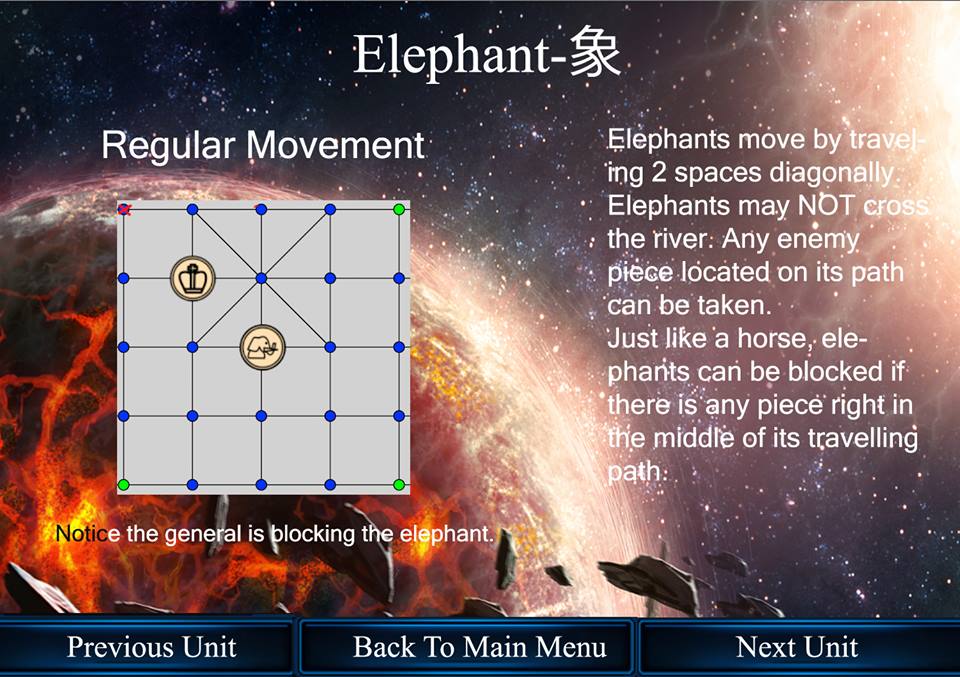 Elephant-象
Regular Movement
Elephants move by travel-
ing 2 spaces diagonally.
Elephants may NOT cross
the river. Any enemy
piece located on its path
can be taken.
Just like a horse, ele-
phants can be blocked if
there is any piece right in
the middle of its travelling
path.
Notice the general is blocking the elephant.
Previous Unit
Back To Main Menu
Next Unit